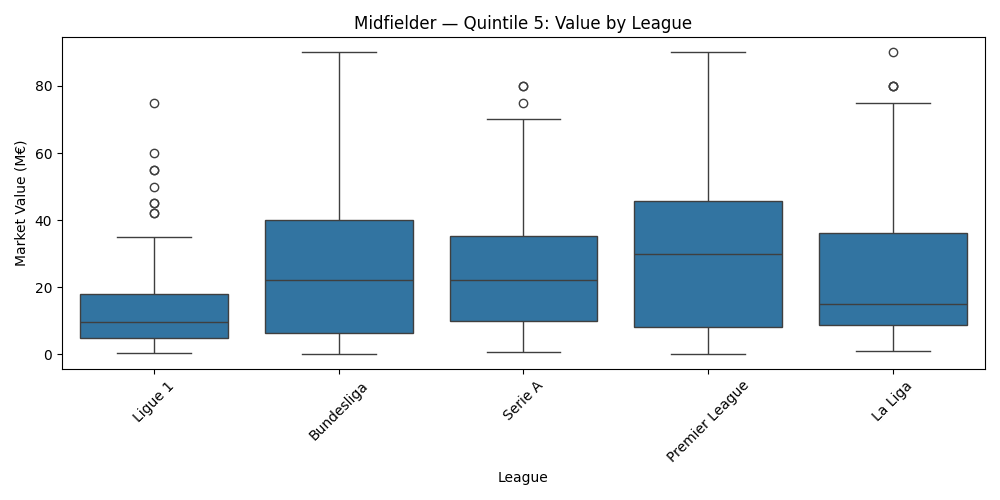 Midfielder — Quintile 5: Value by League
Market Value (M€)
80
60
40
20
0
Ligue 1
Bundesliga
Serie A
Premier League
La Liga
League